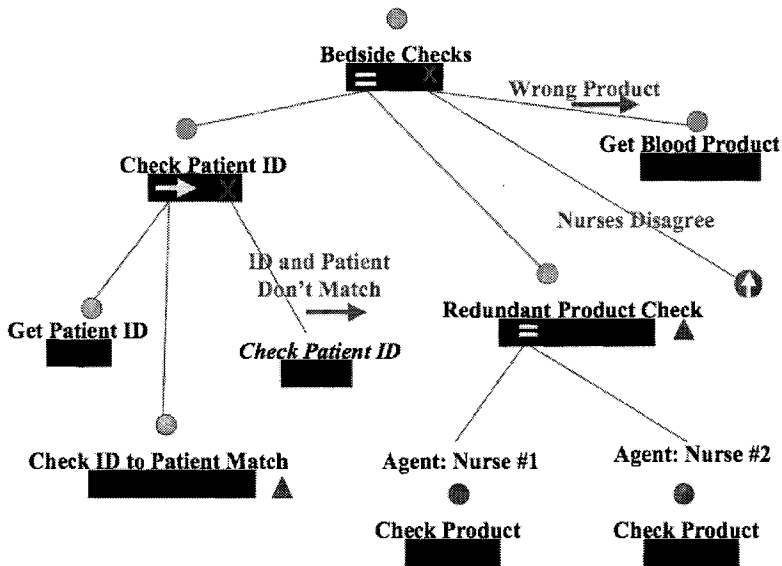 Bedside Checks
=
X
Wrong Product
Get Blood Product
Check Patient ID
X
Nurses Disagree
ID and Patient
Don't Match
Get Patient ID
Check Patient ID
Redundant Product Check
=
Check ID to Patient Match
Agent: Nurse #1
Agent: Nurse #2
Check Product
Check Product